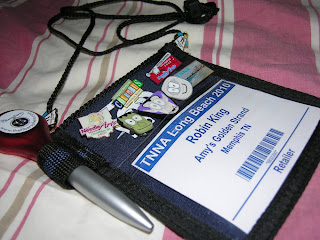 TNNA Long Beach 2010
Robin King
Amy's Golden Strand
Memphis TN
Retailer